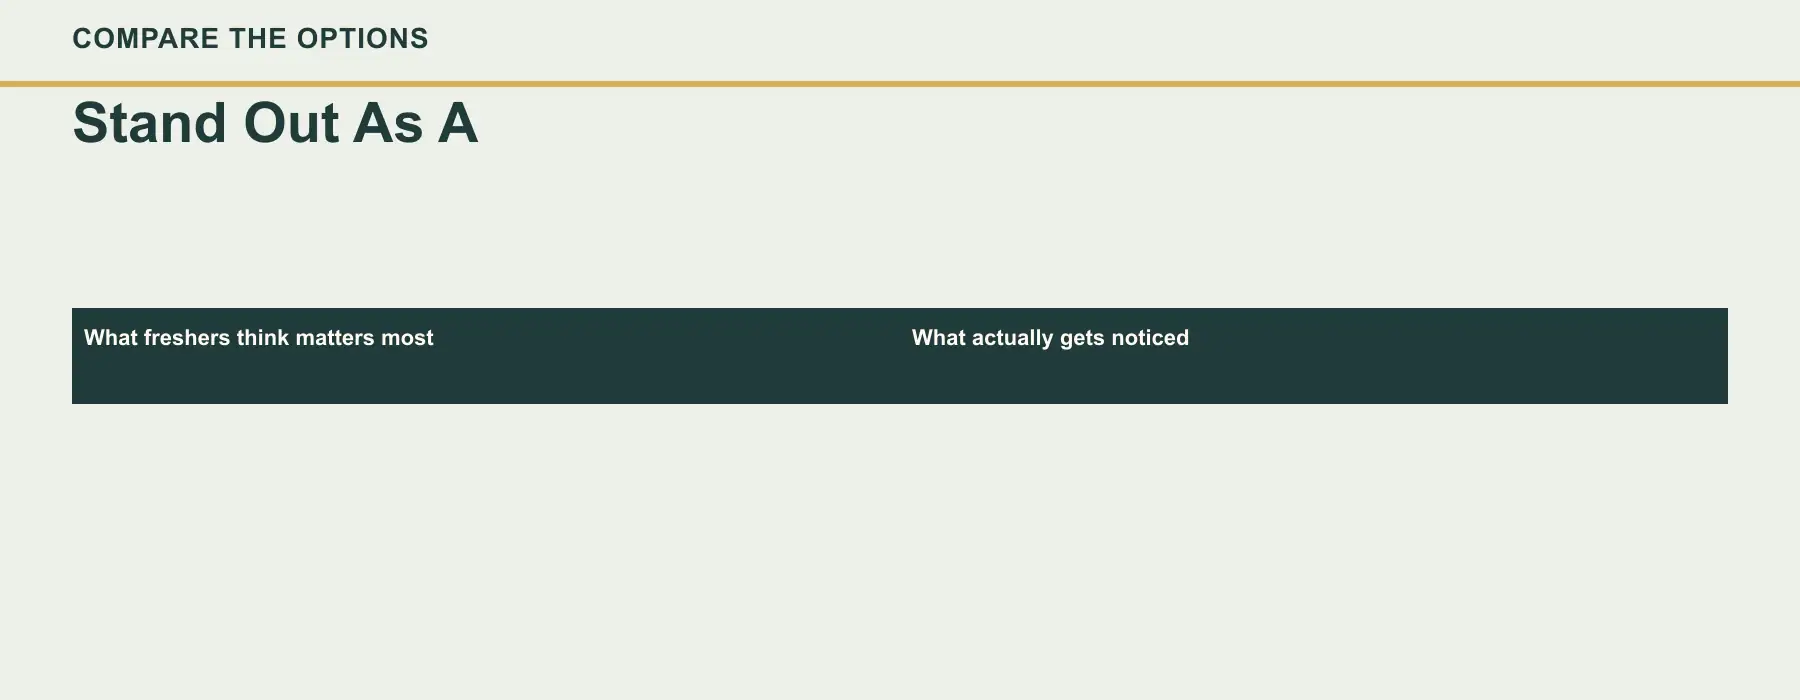 COMPARE THE OPTIONS
Stand Out As A
What freshers think matters most
What actually gets noticed